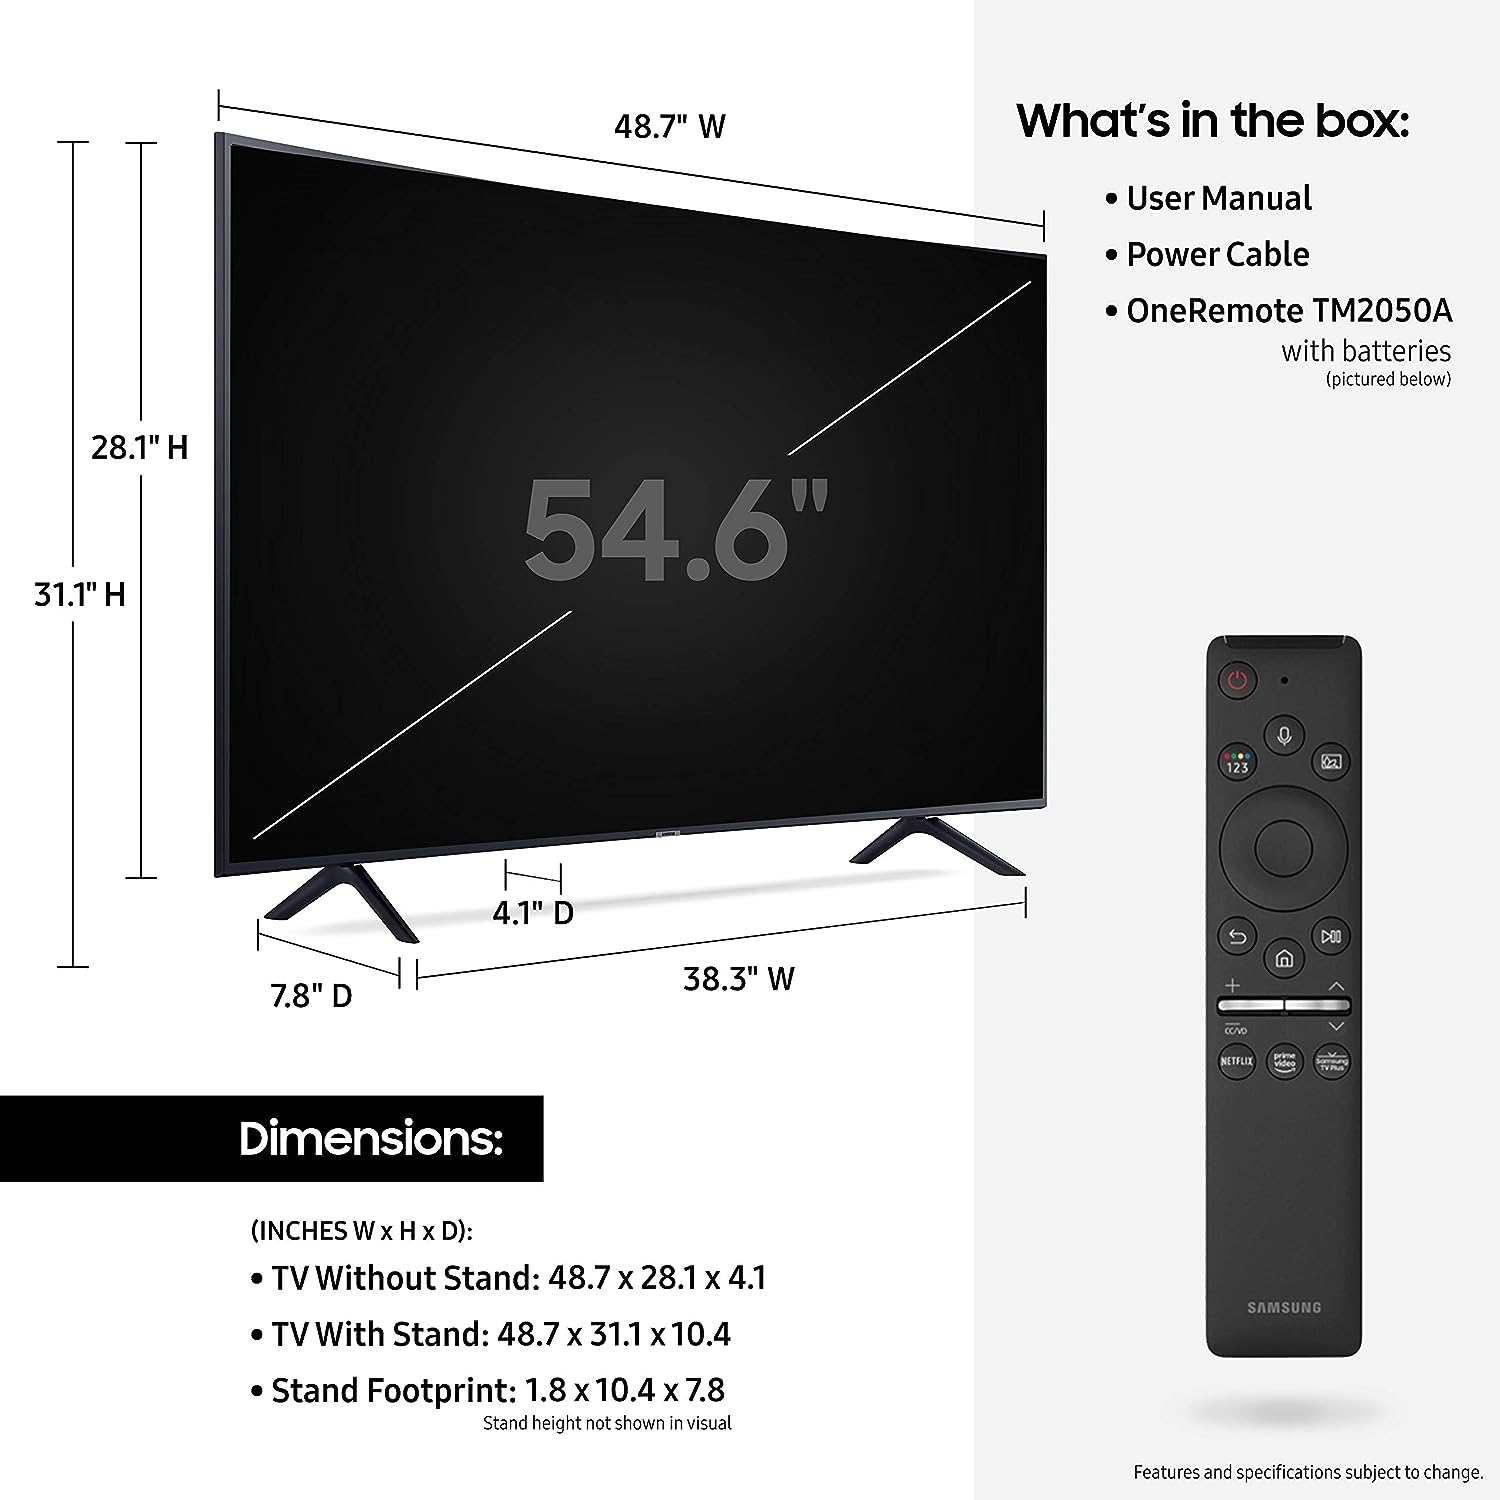 48.7" W
28.1" H
31.1" H
54.6"
4.1" D
7.8" D
38.3" W
What's in the box:
• User Manual
• Power Cable
• OneRemote TM2050A
with batteries
(pictured below)
123
CC/VD
NETFLIX
prime
video
Samsung
TV Plus
SAMSUNG
Dimensions:
(INCHES W x H x D):
• TV Without Stand: 48.7 x 28.1 x 4.1
• TV With Stand: 48.7 x 31.1 x 10.4
• Stand Footprint: 1.8 x 10.4 x 7.8
Stand height not shown in visual
Features and specifications subject to change.